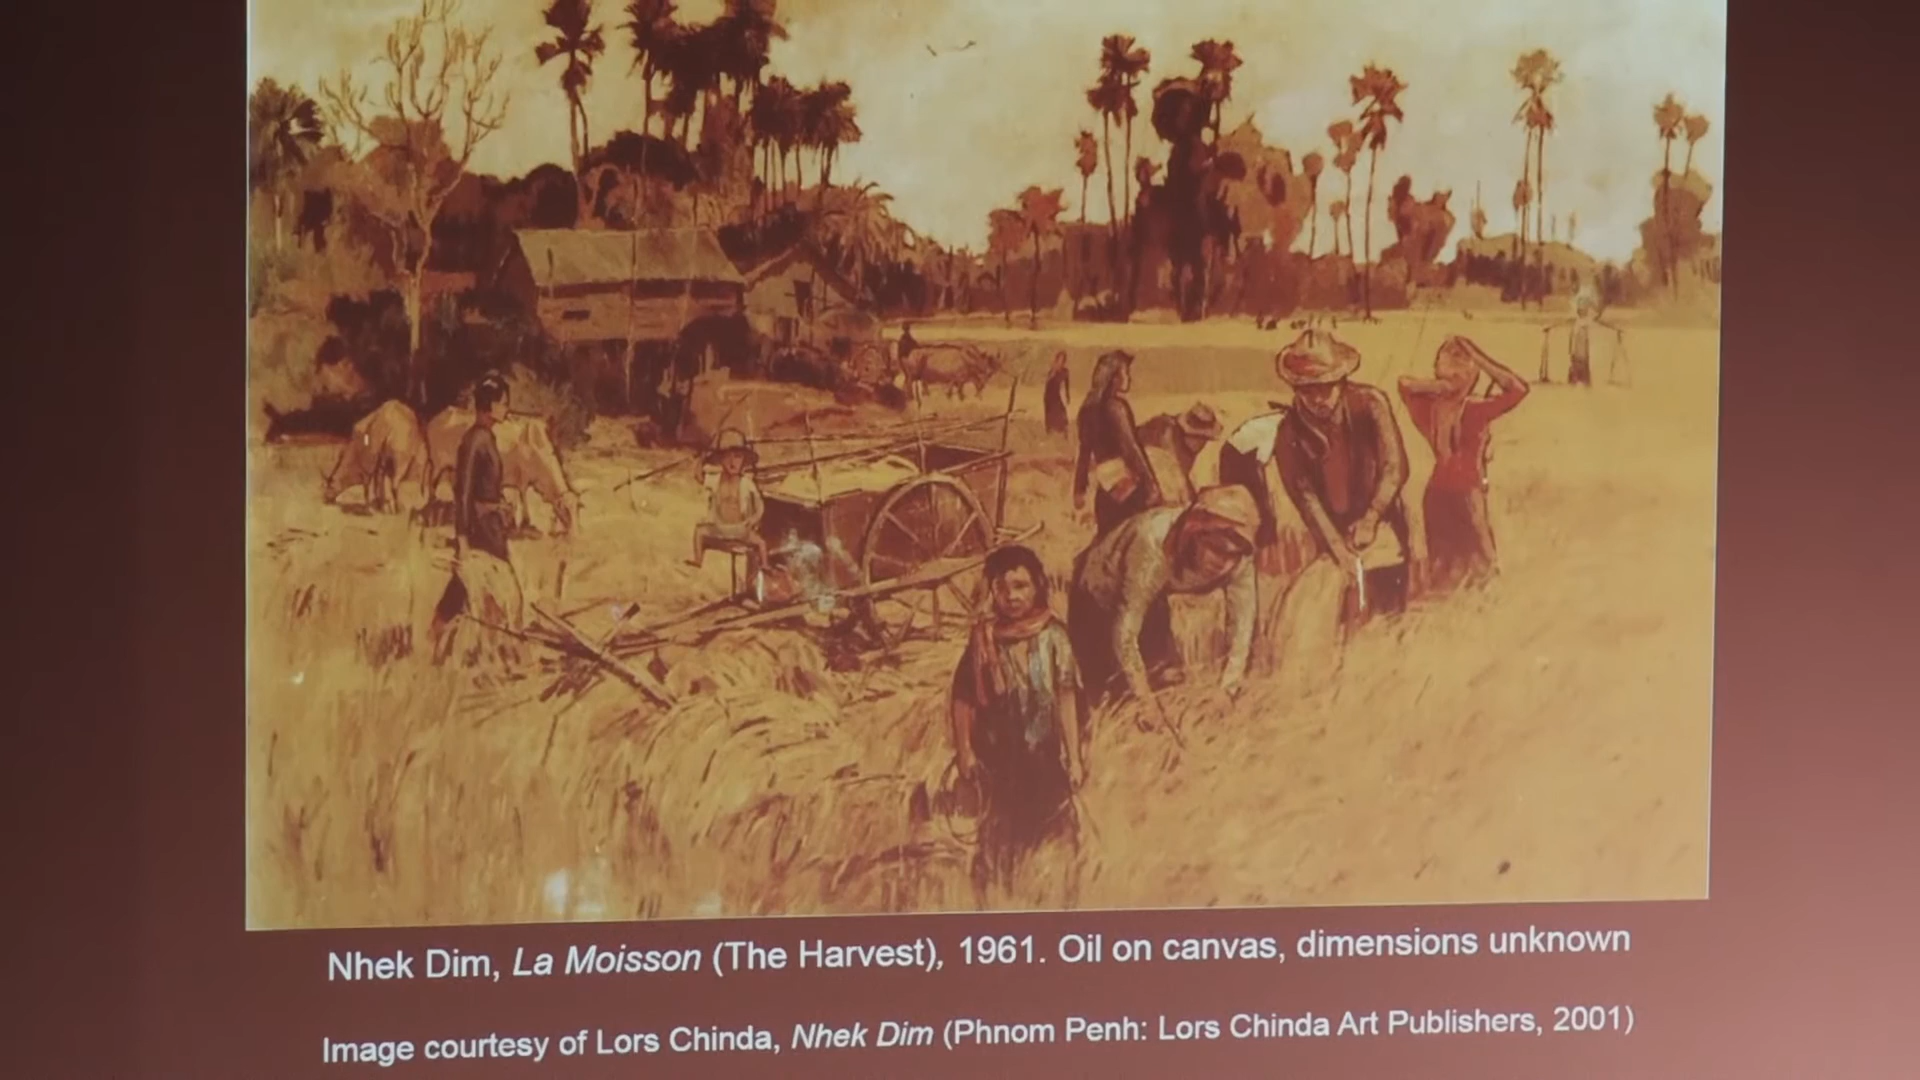 Nhek Dim, La Moisson (The Harvest), 1961. Oil on canvas, dimensions unknown
Image courtesy of Lors Chinda, Nhek Dim (Phnom Penh: Lors Chinda Art Publishers, 2001)